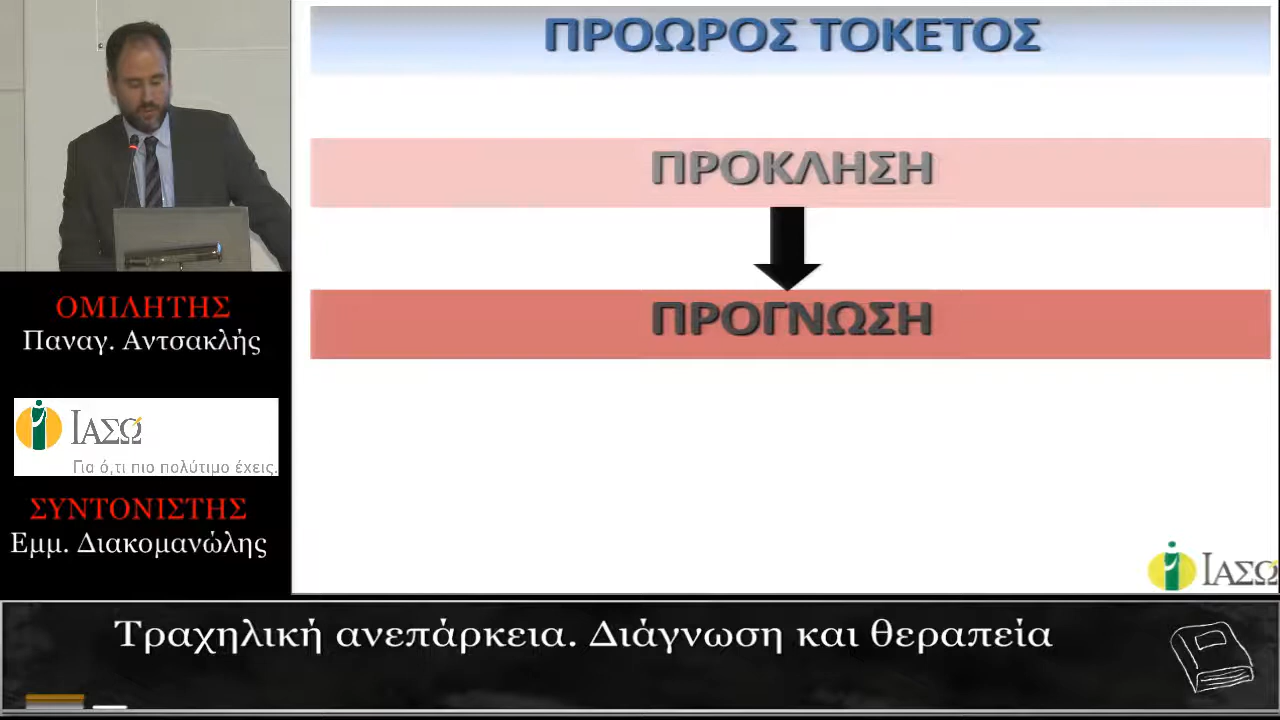 ΠΡΟΩΡΟΣ ΤΟΚΕΤΟΣ
ΠΡΟΚΛΗΣΗ
ΠΡΟΓΝΩΣΗ
ΟΜΙΛΗΤΗΣ
Παναγ. Αντσακλής
ΙΑΣΩ
Για ό,τι πιο πολύτιμο έχεις.
ΣΥΝΤΟΝΙΣΤΗΣ
Εμμ. Διακομανώλης
ΙΑΣΩ
Τραχηλική ανεπάρκεια. Διάγνωση και θεραπεία